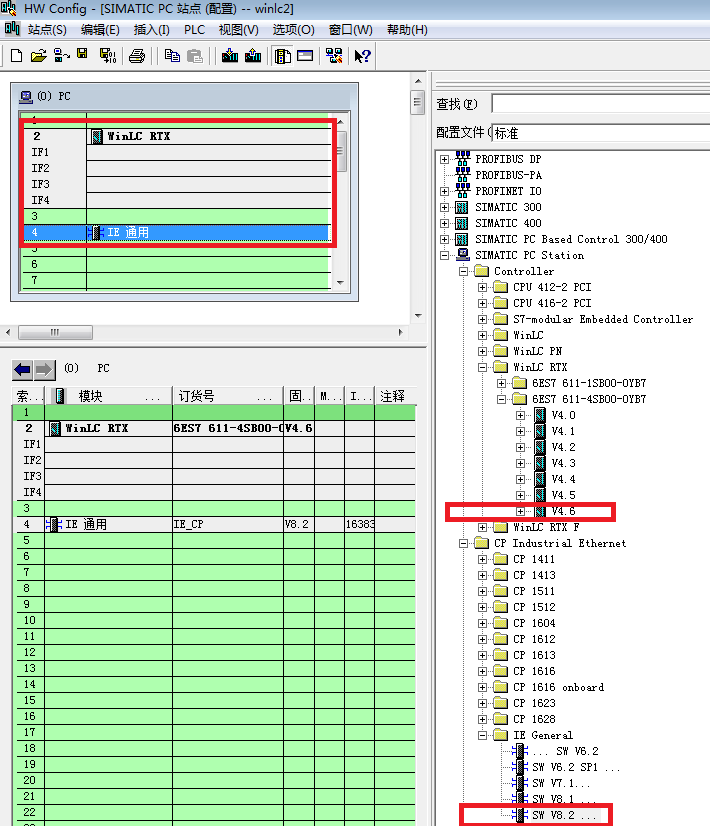 HW Config - [SIMATIC PC 站点 (配置) -- winlc2]
站点(S) 编辑(E) 插入(I) PLC 视图(V) 选项(O) 窗口(W) 帮助(H)
(0) PC
1
2 WinLC RTX
IF1
IF2
IF3
IF4
3
4 IE 通用
5
6
7
(0) PC
索... 模块 ... 订货号 ... 固... M... I... 注释
1
2 WinLC RTX 6ES7 611-4SB00-0 V4.6
IF1
IF2
IF3
IF4
3
4 IE 通用 IE_CP V8.2 16383
5
6
7
8
9
10
11
12
13
14
15
16
17
18
19
20
21
22
查找(F)
配置文件( 标准
PROFIBUS DP
PROFIBUS-PA
PROFINET IO
SIMATIC 300
SIMATIC 400
SIMATIC PC Based Control 300/400
SIMATIC PC Station
Controller
CPU 412-2 PCI
CPU 416-2 PCI
S7-modular Embedded Controller
WinLC
WinLC PN
WinLC RTX
6ES7 611-1SB00-0YB7
6ES7 611-4SB00-0YB7
V4.0
V4.1
V4.2
V4.3
V4.4
V4.5
V4.6
WinLC RTX F
CP Industrial Ethernet
CP 1411
CP 1413
CP 1511
CP 1512
CP 1604
CP 1612
CP 1613
CP 1616
CP 1616 onboard
CP 1623
CP 1628
IE General
... SW V6.2
SW V6.2 SP1 ...
SW V7.1...
SW V8.1 ...
SW V8.2 ...